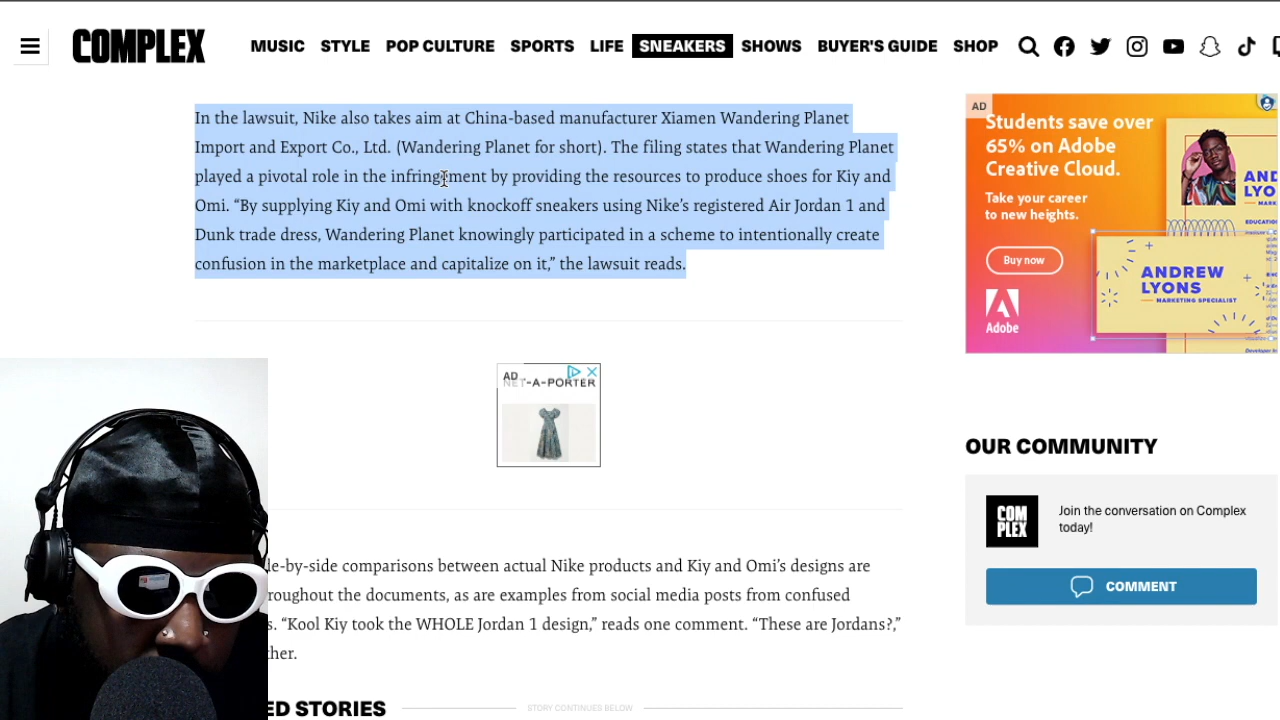 COMPLEX
MUSIC STYLE POP CULTURE SPORTS LIFE SNEAKERS SHOWS BUYER'S GUIDE SHOP
In the lawsuit, Nike also takes aim at China-based manufacturer Xiamen Wandering Planet
Import and Export Co., Ltd. (Wandering Planet for short). The filing states that Wandering Planet
played a pivotal role in the infringement by providing the resources to produce shoes for Kiy and
Omi. “By supplying Kiy and Omi with knockoff sneakers using Nike’s registered Air Jordan 1 and
Dunk trade dress, Wandering Planet knowingly participated in a scheme to intentionally create
confusion in the marketplace and capitalize on it,” the lawsuit reads.
AD
Students save over
65% on Adobe
Creative Cloud.
Take your career
to new heights.
Buy now
Adobe
AND
LYO
ANDREW
LYONS
MARKETING SPECIALIST
AD
NET-A-PORTER
OUR COMMUNITY
COM
PLEX
Join the conversation on Complex
today!
COMMENT
le-by-side comparisons between actual Nike products and Kiy and Omi’s designs are
roughout the documents, as are examples from social media posts from confused
s. “Kool Kiy took the WHOLE Jordan 1 design,” reads one comment. “These are Jordans?,”
ther.
ED STORIES
STORY CONTINUES BELOW